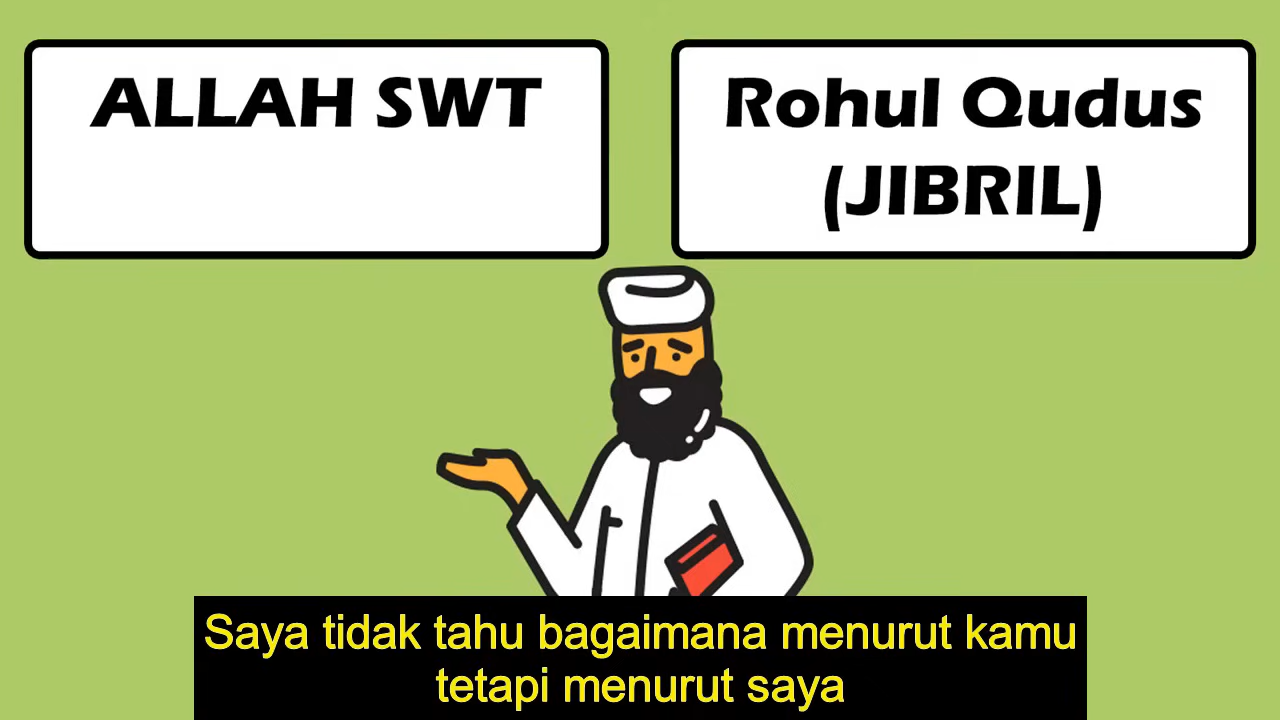 ALLAH SWT
Rohul Qudus
(JIBRIL)
Saya tidak tahu bagaimana menurut kamu
tetapi menurut saya